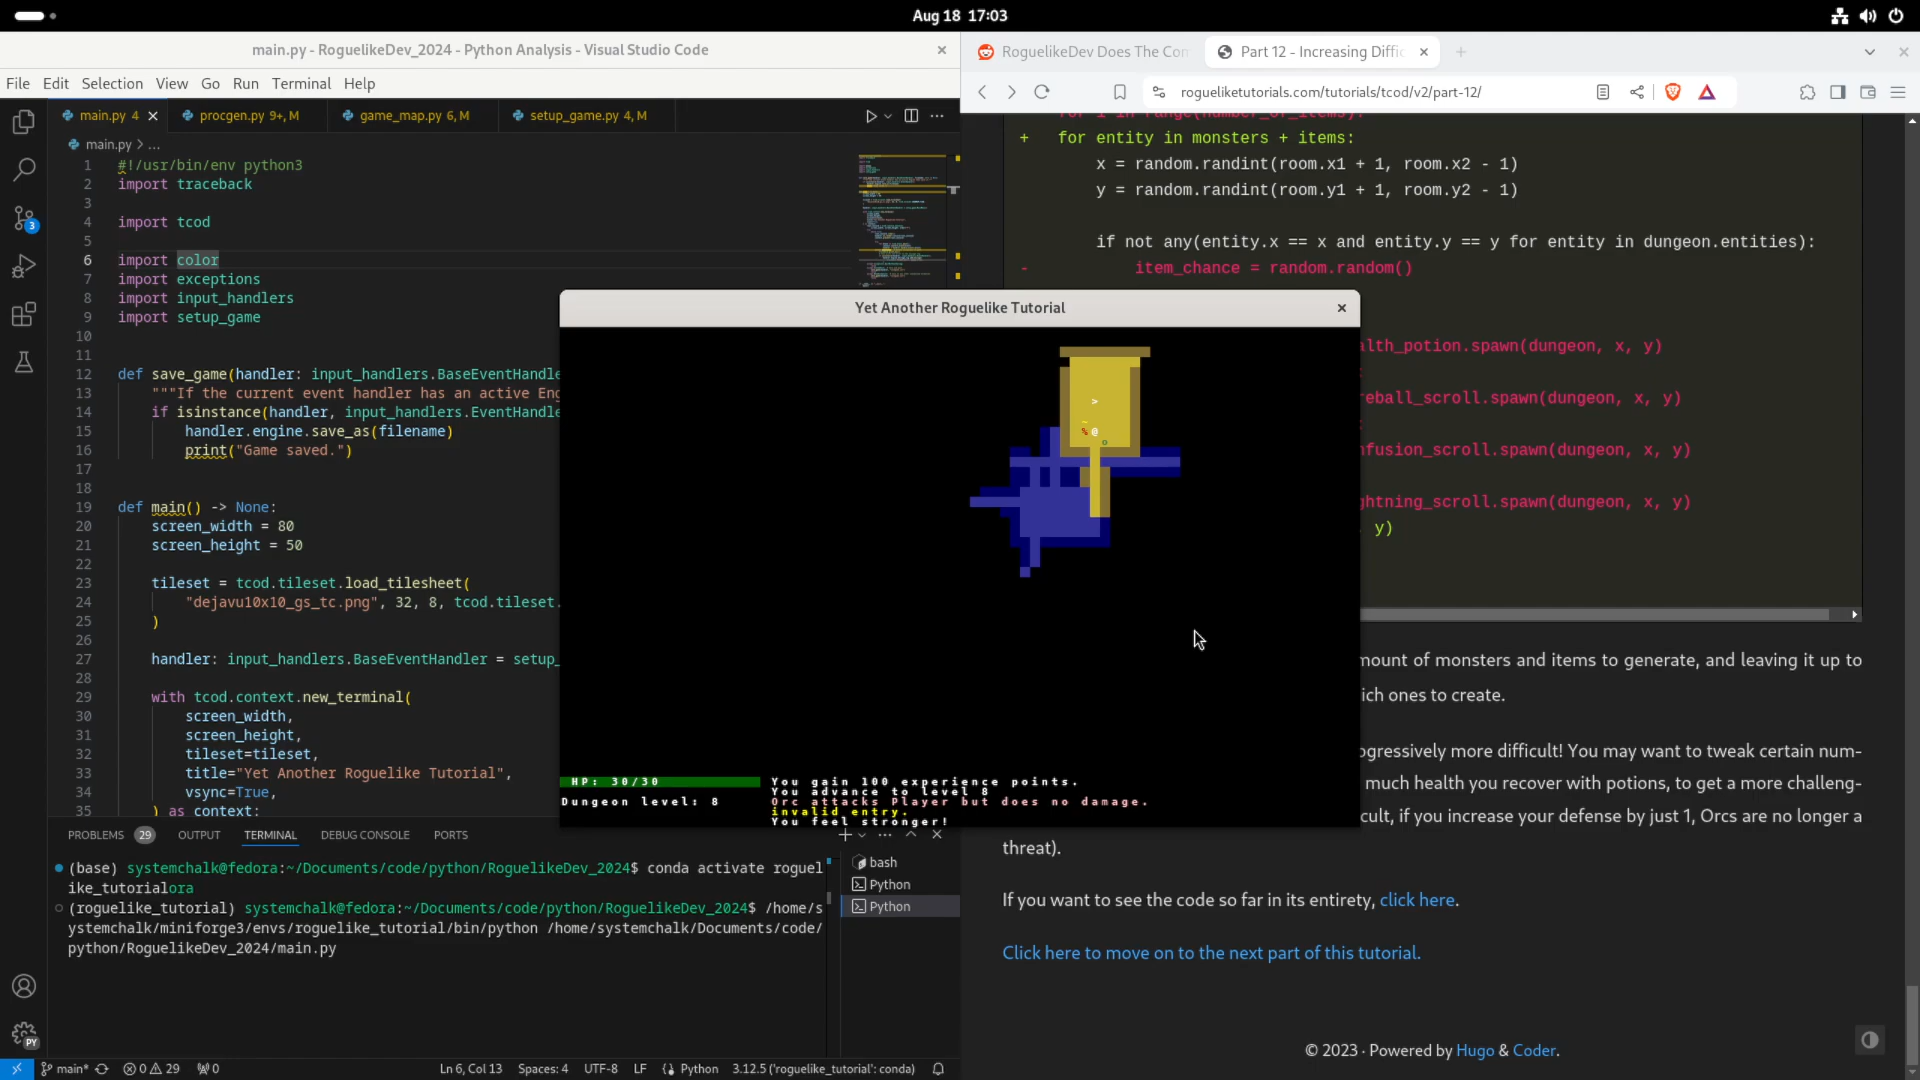 Aug 18 17:03
main.py - RoguelikeDev_2024 - Python Analysis - Visual Studio Code
File Edit Selection View Go Run Terminal Help
main.py 4
procgen.py 9+, M
game_map.py 6, M
setup_game.py 4, M
main.py > ...
1 #!/usr/bin/env python3
2 import traceback
3
4 import tcod
5
6 import color
7 import exceptions
8 import input_handlers
9 import setup_game
10
11
12 def save_game(handler: input_handlers.BaseEventHandle
13 """If the current event handler has an active Eng
14 if isinstance(handler, input_handlers.EventHandle
15 handler.engine.save_as(filename)
16 print("Game saved.")
17
18
19 def main() -> None:
20 screen_width = 80
21 screen_height = 50
22
23 tileset = tcod.tileset.load_tilesheet(
24 "dejavu10x10_gs_tc.png", 32, 8, tcod.tileset.
25 )
26
27 handler: input_handlers.BaseEventHandler = setup_
28
29 with tcod.context.new_terminal(
30 screen_width,
31 screen_height,
32 tileset=tileset,
33 title="Yet Another Roguelike Tutorial",
34 vsync=True,
35 ) as context:
3
PROBLEMS 29 OUTPUT TERMINAL DEBUG CONSOLE PORTS
(base) systemchalk@fedora:~/Documents/code/python/RoguelikeDev_2024$ conda activate roguel
ike_tutorialora
(roguelike_tutorial) systemchalk@fedora:~/Documents/code/python/RoguelikeDev_2024$ /home/s
ystemchalk/miniforge3/envs/roguelike_tutorial/bin/python /home/systemchalk/Documents/code/
python/RoguelikeDev_2024/main.py
bash
Python
Python
PY
main* 0 29 0 Ln 6, Col 13 Spaces: 4 UTF-8 LF Python 3.12.5 ('roguelike_tutorial': conda)
Yet Another Roguelike Tutorial
>
~
%@
o
HP: 30/30
Dungeon level: 8
You gain 100 experience points.
You advance to level 8
Orc attacks Player but does no damage.
invalid entry.
You feel stronger!
RoguelikeDev Does The Con
Part 12 - Increasing Diffic
rogueliketutorials.com/tutorials/tcod/v2/part-12/
+ for entity in monsters + items:
x = random.randint(room.x1 + 1, room.x2 - 1)
y = random.randint(room.y1 + 1, room.y2 - 1)
if not any(entity.x == x and entity.y == y for entity in dungeon.entities):
- item_chance = random.random()
alth_potion.spawn(dungeon, x, y)
:
reball_scroll.spawn(dungeon, x, y)
:
nfusion_scroll.spawn(dungeon, x, y)
ghtning_scroll.spawn(dungeon, x, y)
y)
mount of monsters and items to generate, and leaving it up to
ich ones to create.
ogressively more difficult! You may want to tweak certain num-
much health you recover with potions, to get a more challeng-
cult, if you increase your defense by just 1, Orcs are no longer a
threat).
If you want to see the code so far in its entirety, click here.
Click here to move on to the next part of this tutorial.
© 2023 · Powered by Hugo & Coder.